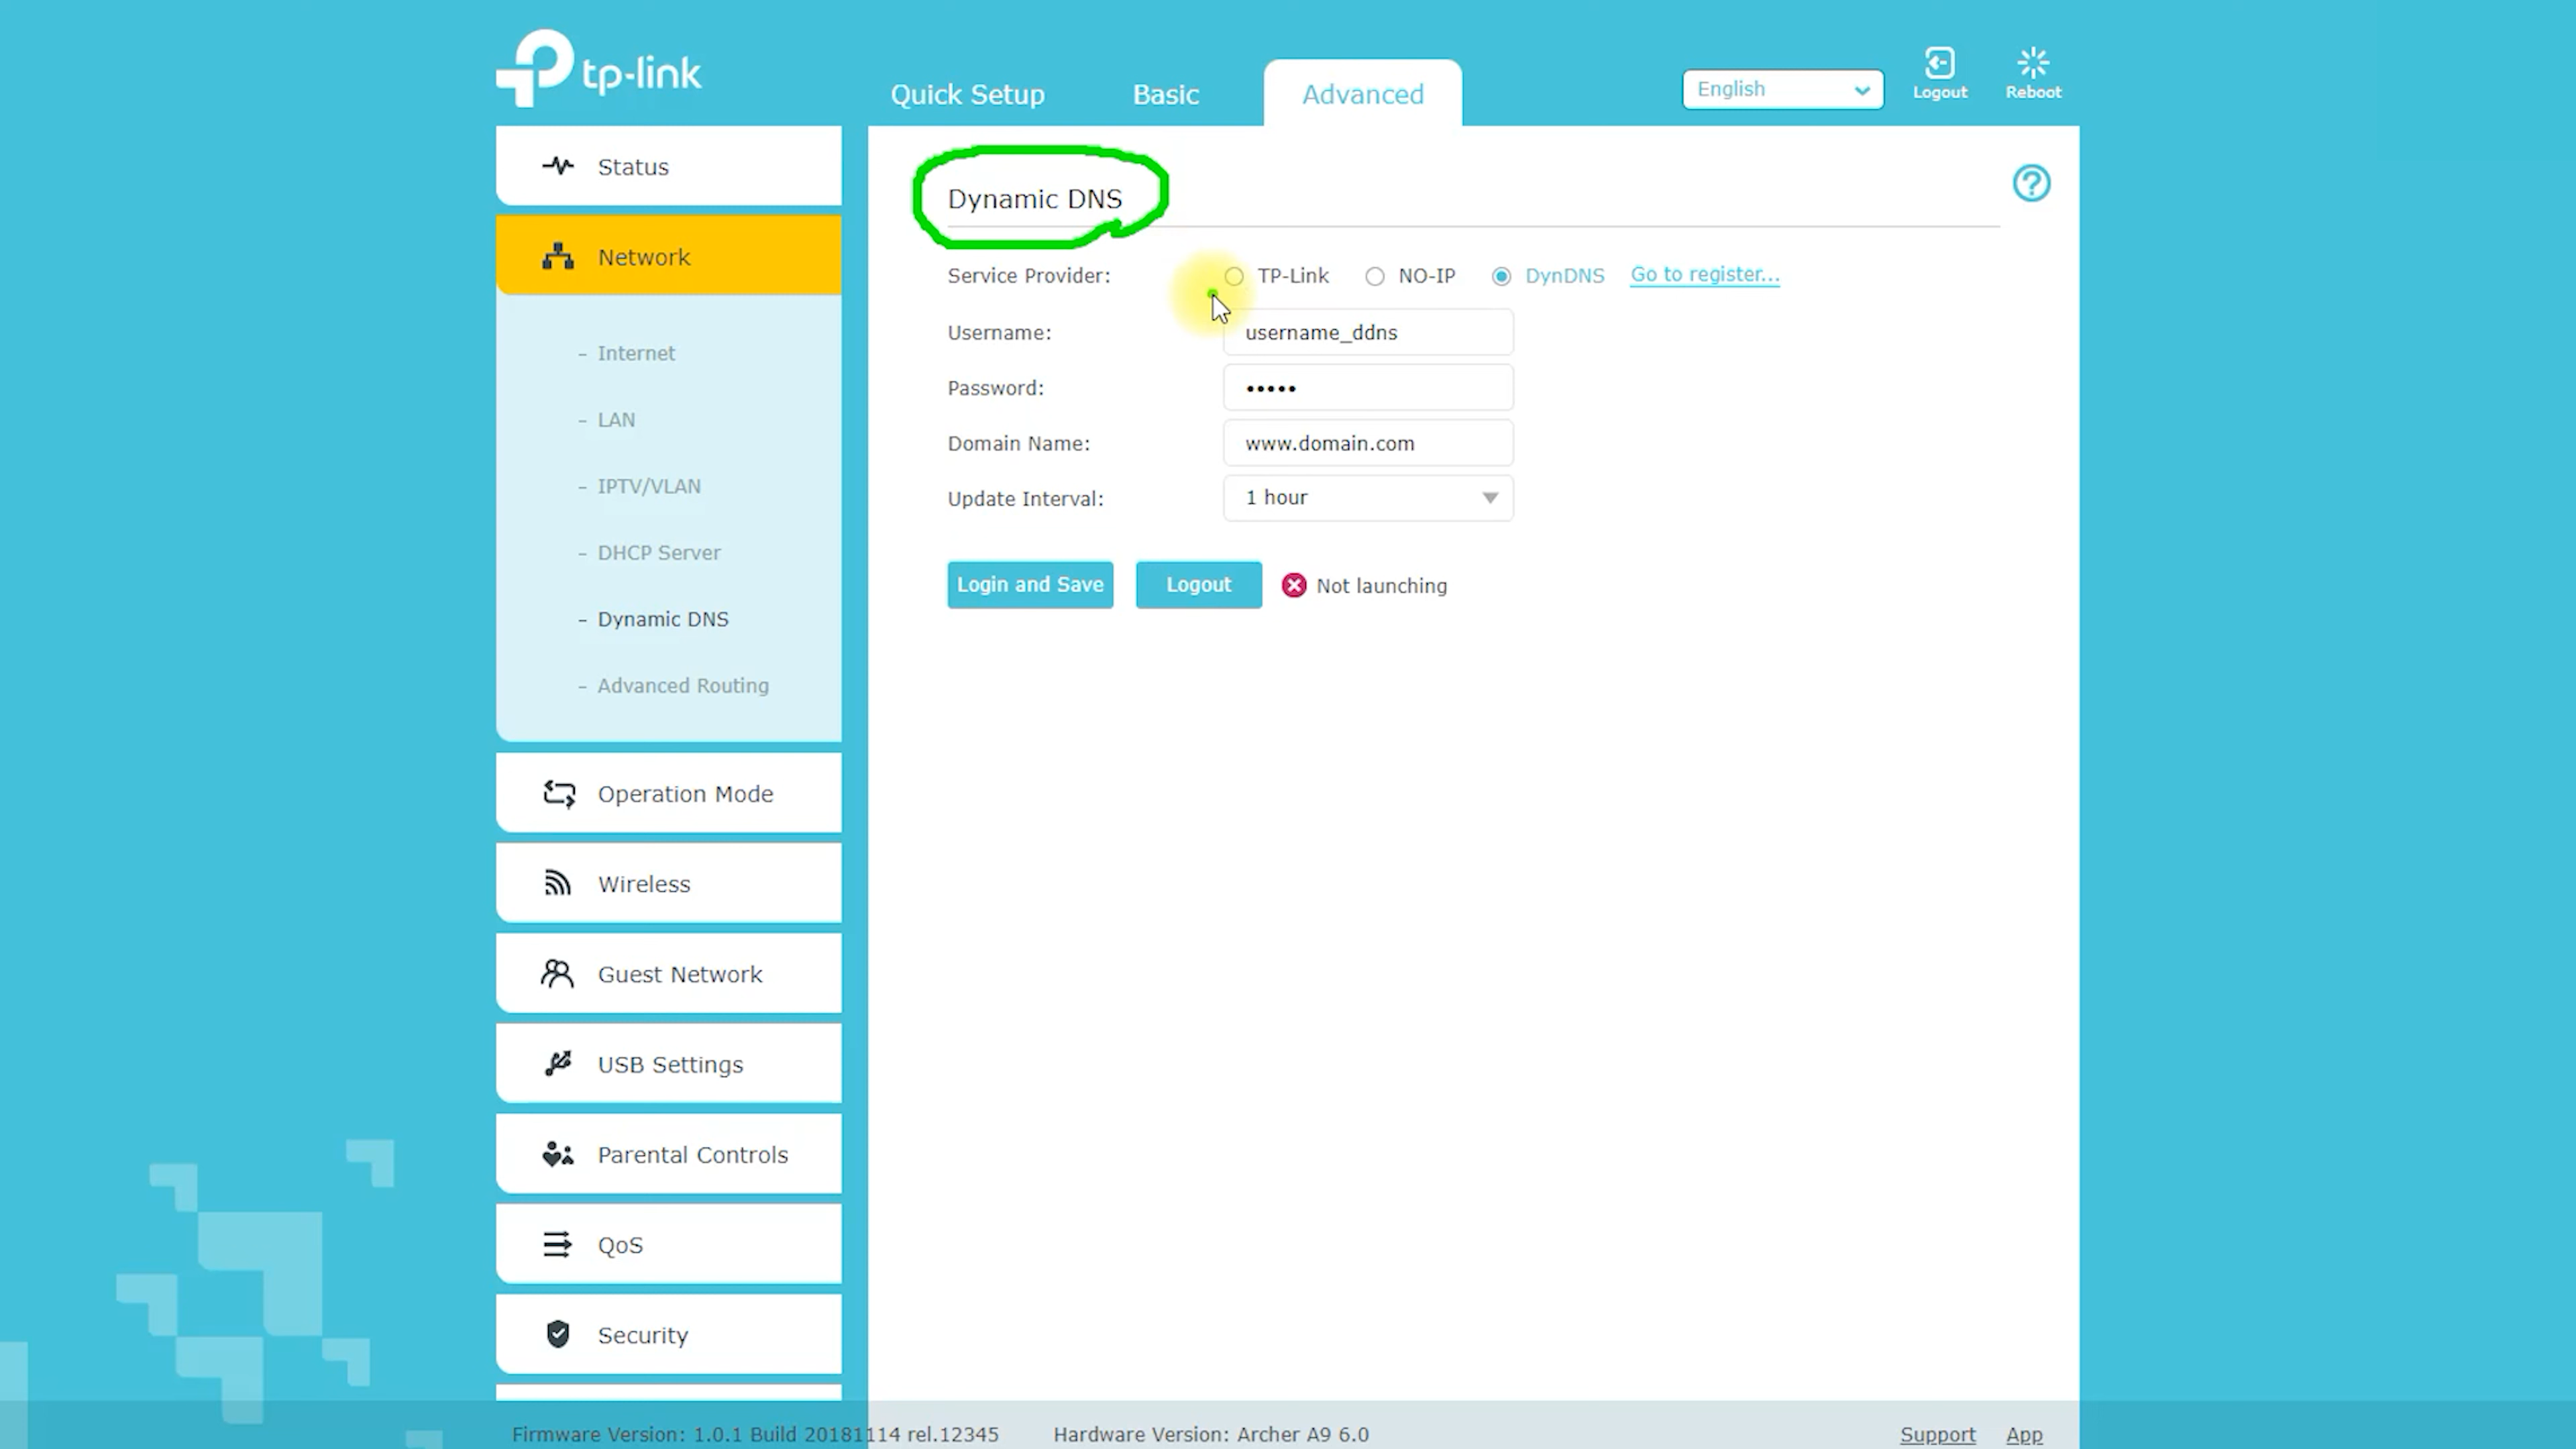 tp-link
Quick Setup Basic Advanced English Logout Reboot
Status
Network
- Internet
- LAN
- IPTV/VLAN
- DHCP Server
- Dynamic DNS
- Advanced Routing
Operation Mode
Wireless
Guest Network
USB Settings
Parental Controls
QoS
Security
Dynamic DNS
Service Provider: TP-Link NO-IP DynDNS Go to register...
Username: username_ddns
Password: •••••
Domain Name: www.domain.com
Update Interval: 1 hour
Login and Save Logout Not launching
Firmware Version: 1.0.1 Build 20181114 rel.12345 Hardware Version: Archer A9 6.0 Support App